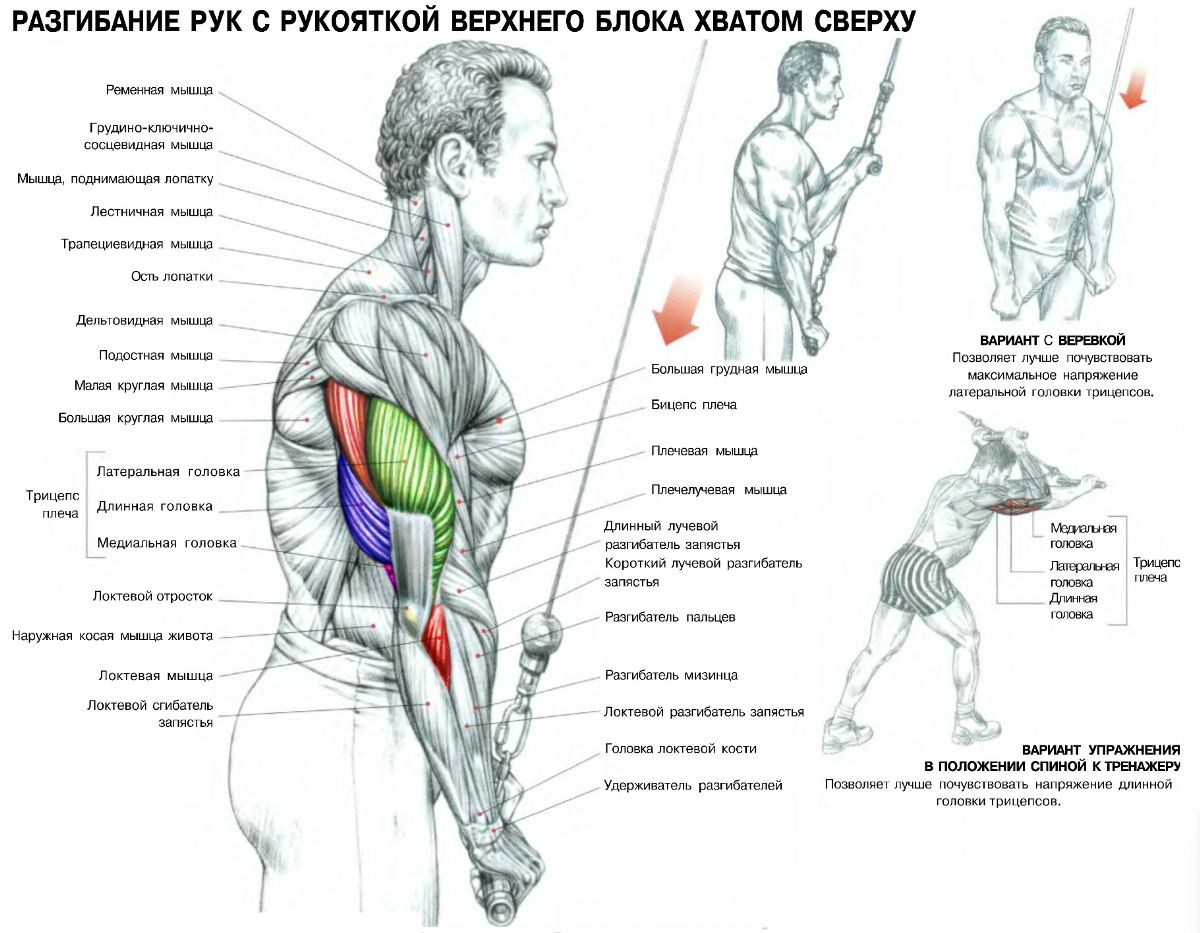 РАЗГИБАНИЕ РУК С РУКОЯТКОЙ ВЕРХНЕГО БЛОКА ХВАТОМ СВЕРХУ
Ременная мышца
Грудино-ключично-
сосцевидная мышца
Мышца, поднимающая лопатку
Лестничная мышца
Трапециевидная мышца
Ость лопатки
Дельтовидная мышца
Подостная мышца
Малая круглая мышца
Большая круглая мышца
Трицепс
плеча
Латеральная головка
Длинная головка
Медиальная головка
Локтевой отросток
Наружная косая мышца живота
Локтевая мышца
Локтевой сгибатель
запястья
Большая грудная мышца
Бицепс плеча
Плечевая мышца
Плечелучевая мышца
Длинный лучевой
разгибатель запястья
Короткий лучевой разгибатель
запястья
Разгибатель пальцев
Разгибатель мизинца
Локтевой разгибатель запястья
Головка локтевой кости
Удерживатель разгибателей
ВАРИАНТ С ВЕРЕВКОЙ
Позволяет лучше почувствовать
максимальное напряжение
латеральной головки трицепсов.
Медиальная
головка
Латеральная
головка
Длинная
головка
Трицепс
плеча
ВАРИАНТ УПРАЖНЕНИЯ
В ПОЛОЖЕНИИ СПИНОЙ К ТРЕНАЖЕРУ
Позволяет лучше почувствовать напряжение длинной
головки трицепсов.